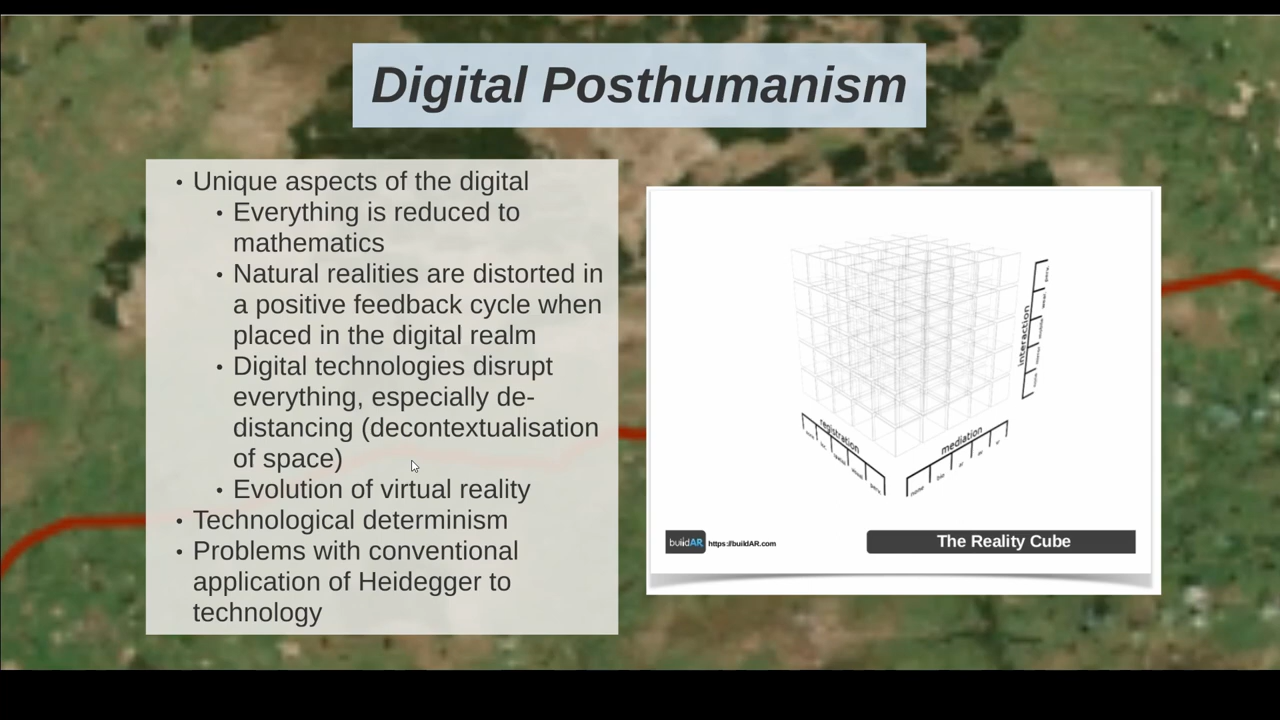 Digital Posthumanism
• Unique aspects of the digital
• Everything is reduced to
mathematics
• Natural realities are distorted in
a positive feedback cycle when
placed in the digital realm
• Digital technologies disrupt
everything, especially de-
distancing (decontextualisation
of space)
• Evolution of virtual reality
• Technological determinism
• Problems with conventional
application of Heidegger to
technology
interaction
registration
mediation
none
buildAR https://buildAR.com
The Reality Cube